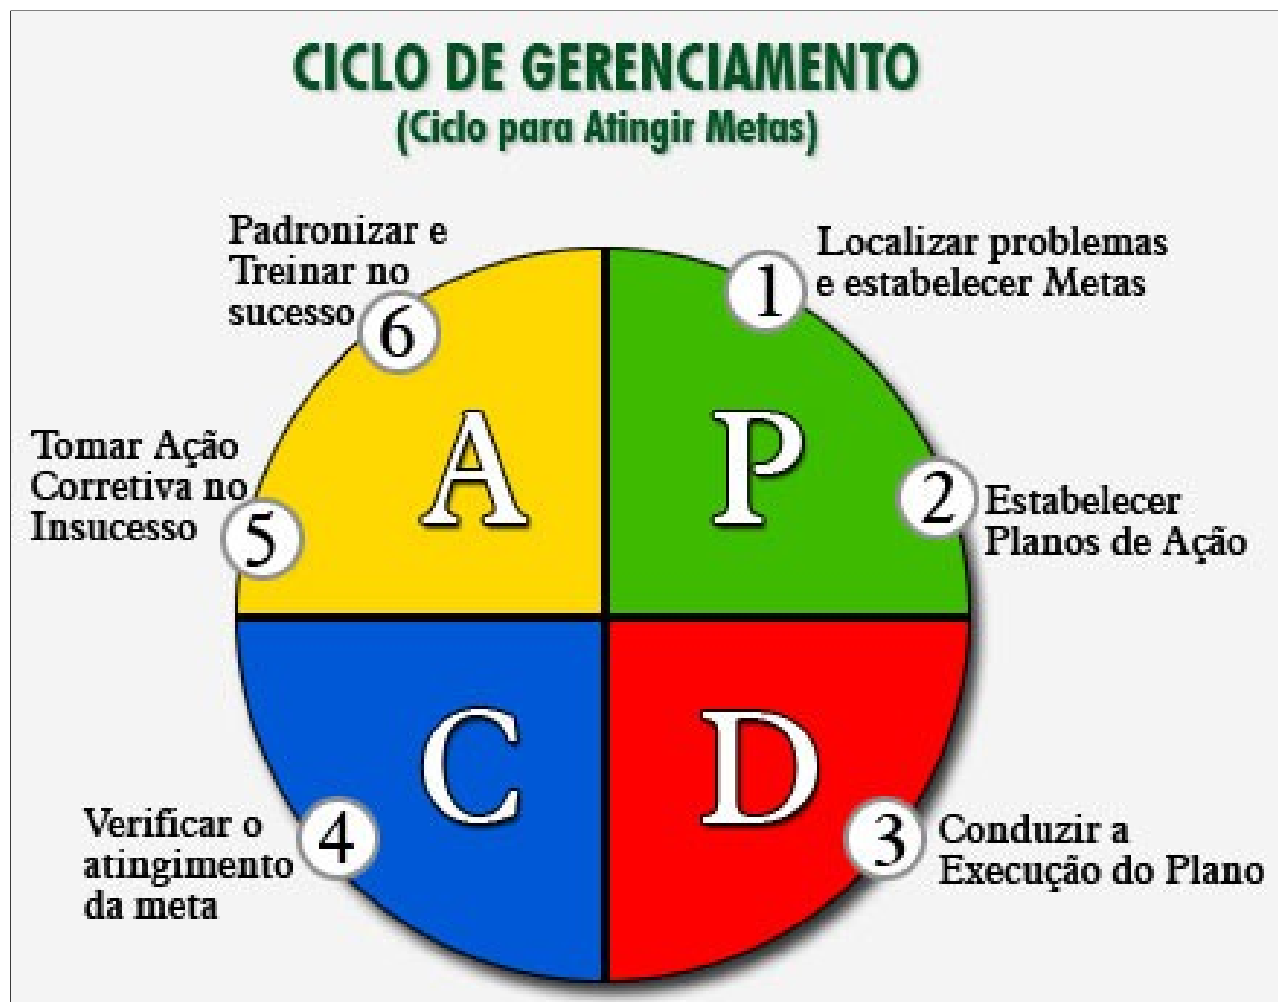 CICLO DE GERENCIAMENTO
(Ciclo para Atingir Metas)
1
Localizar problemas
e estabelecer Metas
2
Estabelecer
Planos de Ação
3
Conduzir a
Execução do Plano
4
Verificar o
atingimento
da meta
5
Tomar Ação
Corretiva no
Insucesso
6
Padronizar e
Treinar no
sucesso
A
P
C
D